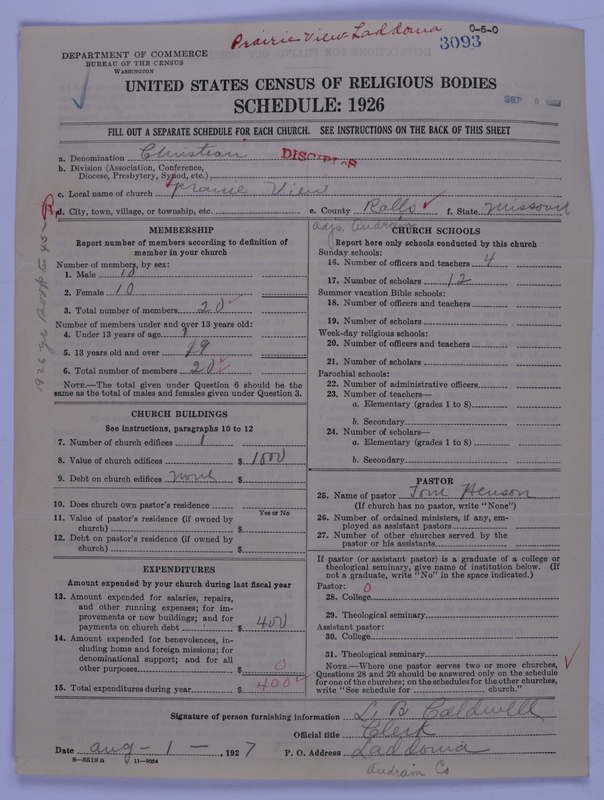 Prairie View - Laddonia
0-6-0
3093
DEPARTMENT OF COMMERCE
BUREAU OF THE CENSUS
WASHINGTON
UNITED STATES CENSUS OF RELIGIOUS BODIES
SCHEDULE: 1926
SEP
FILL OUT A SEPARATE SCHEDULE FOR EACH CHURCH. SEE INSTRUCTIONS ON THE BACK OF THIS SHEET
a. Denomination Christian DISCIPLES
b. Division (Association, Conference,
Diocese, Presbytery, Synod, etc.)
c. Local name of church Prairie View
d. City, town, village, or township, etc. e. County Ralls f. State Missouri
R
MEMBERSHIP
Report number of members according to definition of
member in your church
Number of members, by sex:
1. Male 10
2. Female 10
3. Total number of members 20
Number of members under and over 13 years old:
4. Under 13 years of age 1
5. 13 years old and over 19
6. Total number of members 20
NOTE.—The total given under Question 6 should be the
same as the total of males and females given under Question 3.
CHURCH BUILDINGS
See instructions, paragraphs 10 to 12
7. Number of church edifices 1
8. Value of church edifices $ 1000
9. Debt on church edifices none $
10. Does church own pastor's residence
Yes or No
11. Value of pastor's residence (if owned by
church) $
12. Debt on pastor's residence (if owned by
church) $
EXPENDITURES
Amount expended by your church during last fiscal year
13. Amount expended for salaries, repairs,
and other running expenses; for im-
provements or new buildings; and for
payments on church debt $ 400
14. Amount expended for benevolences, in-
cluding home and foreign missions; for
denominational support; and for all
other purposes $ 0
15. Total expenditures during year $ 400
adjs. Audrain
CHURCH SCHOOLS
Report here only schools conducted by this church
Sunday schools:
16. Number of officers and teachers 4
17. Number of scholars 12
Summer vacation Bible schools:
18. Number of officers and teachers
19. Number of scholars
Week-day religious schools:
20. Number of officers and teachers
21. Number of scholars
Parochial schools:
22. Number of administrative officers
23. Number of teachers—
a. Elementary (grades 1 to 8)
b. Secondary
24. Number of scholars—
a. Elementary (grades 1 to 8)
b. Secondary
PASTOR
25. Name of pastor Tom Henson
(If church has no pastor, write "None")
26. Number of ordained ministers, if any, em-
ployed as assistant pastors
27. Number of other churches served by the
pastor or his assistants
If pastor (or assistant pastor) is a graduate of a college or
theological seminary, give name of institution below. (If
not a graduate, write "No" in the space indicated.)
Pastor: 0
28. College
29. Theological seminary
Assistant pastor:
30. College
31. Theological seminary
NOTE.—Where one pastor serves two or more churches,
Questions 28 and 29 should be answered only on the schedule
for one of the churches; on the schedules for the other churches,
write "See schedule for church."
Signature of person furnishing information L. B. Caldwell
Official title Clerk
Date Aug - 1 -, 1927 P. O. Address Laddonia
8-5518 a 11-9064
Audrain Co